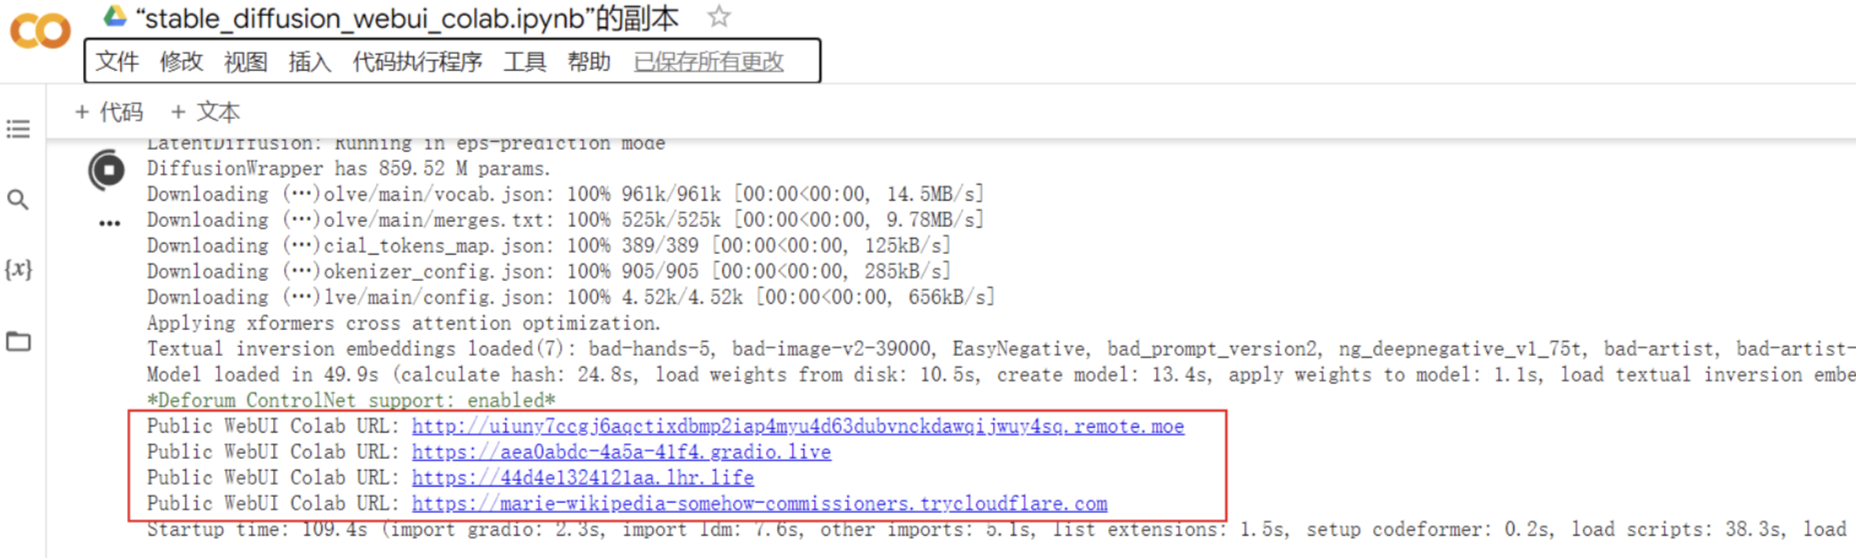 “stable_diffusion_webui_colab.ipynb”的副本
文件 修改 视图 插入 代码执行程序 工具 帮助 已保存所有更改
+ 代码 + 文本
LatentDiffusion: Running in eps-prediction mode
DiffusionWrapper has 859.52 M params.
Downloading (…)olve/main/vocab.json: 100% 961k/961k [00:00<00:00, 14.5MB/s]
Downloading (…)olve/main/merges.txt: 100% 525k/525k [00:00<00:00, 9.78MB/s]
Downloading (…)cial_tokens_map.json: 100% 389/389 [00:00<00:00, 125kB/s]
Downloading (…)okenizer_config.json: 100% 905/905 [00:00<00:00, 285kB/s]
Downloading (…)lve/main/config.json: 100% 4.52k/4.52k [00:00<00:00, 656kB/s]
Applying xformers cross attention optimization.
Textual inversion embeddings loaded(7): bad-hands-5, bad-image-v2-39000, EasyNegative, bad_prompt_version2, ng_deepnegative_v1_75t, bad-artist, bad-artist-
Model loaded in 49.9s (calculate hash: 24.8s, load weights from disk: 10.5s, create model: 13.4s, apply weights to model: 1.1s, load textual inversion embe
*Deforum ControlNet support: enabled*
Public WebUI Colab URL: http://uiuny7ccgj6aqctixdbmp2iap4myu4d63dubvnckdawqijwuy4sq.remote.moe
Public WebUI Colab URL: https://aea0abdc-4a5a-41f4.gradio.live
Public WebUI Colab URL: https://44d4e1324121aa.lhr.life
Public WebUI Colab URL: https://marie-wikipedia-somehow-commissioners.trycloudflare.com
Startup time: 109.4s (import gradio: 2.3s, import ldm: 7.6s, other imports: 5.1s, list extensions: 1.5s, setup codeformer: 0.2s, load scripts: 38.3s, load